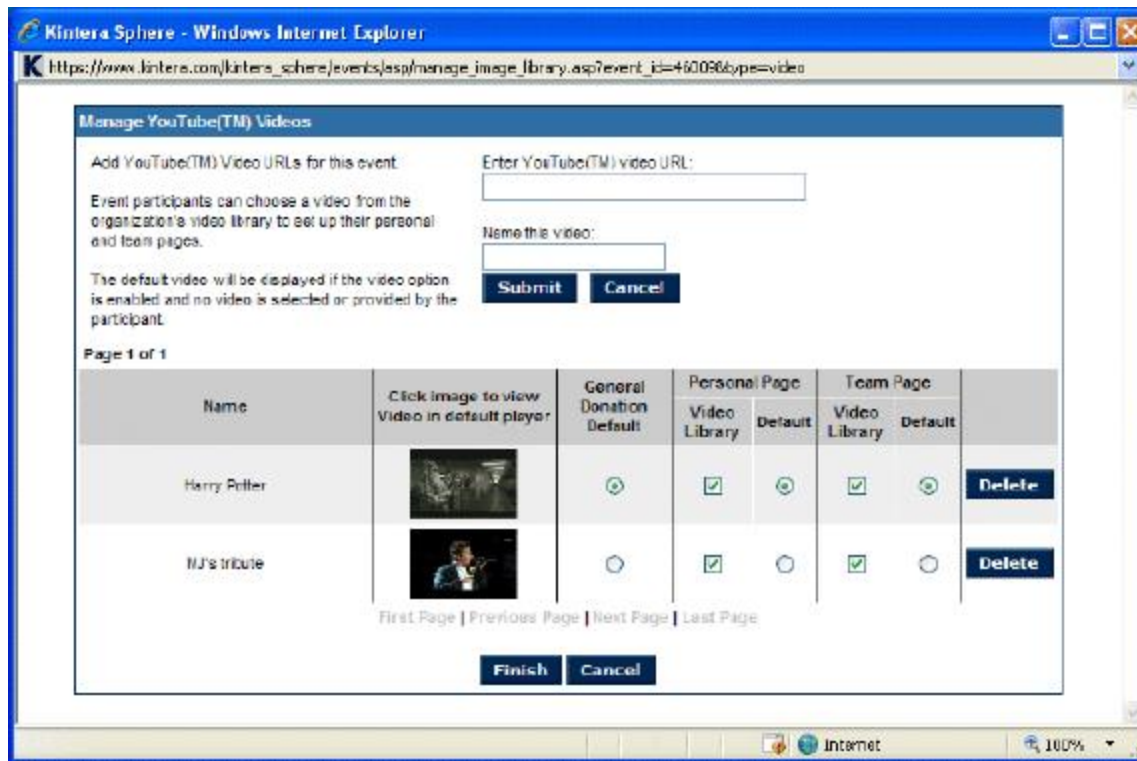 Kintera Sphere - Windows Internet Explorer
https://www.kintera.com/kintera_sphere/events/asp/manage_image_library.asp?event_id=46009&type=video
Manage YouTube(TM) Videos
Add YouTube(TM) Video URLs for this event.
Event participants can choose a video from the
organization's video library to set up their personal
and team pages.
The default video will be displayed if the video option
is enabled and no video is selected or provided by the
participant.
Enter YouTube(TM) video URL:
Name this video:
Submit Cancel
Page 1 of 1
Name
Click image to view
Video in default player
General
Donation
Default
Personal Page
Video
Library
Default
Team Page
Video
Library
Default
Harry Potter
Delete
NJ's tribute
Delete
First Page | Previous Page | Next Page | Last Page
Finish Cancel
Internet
100%